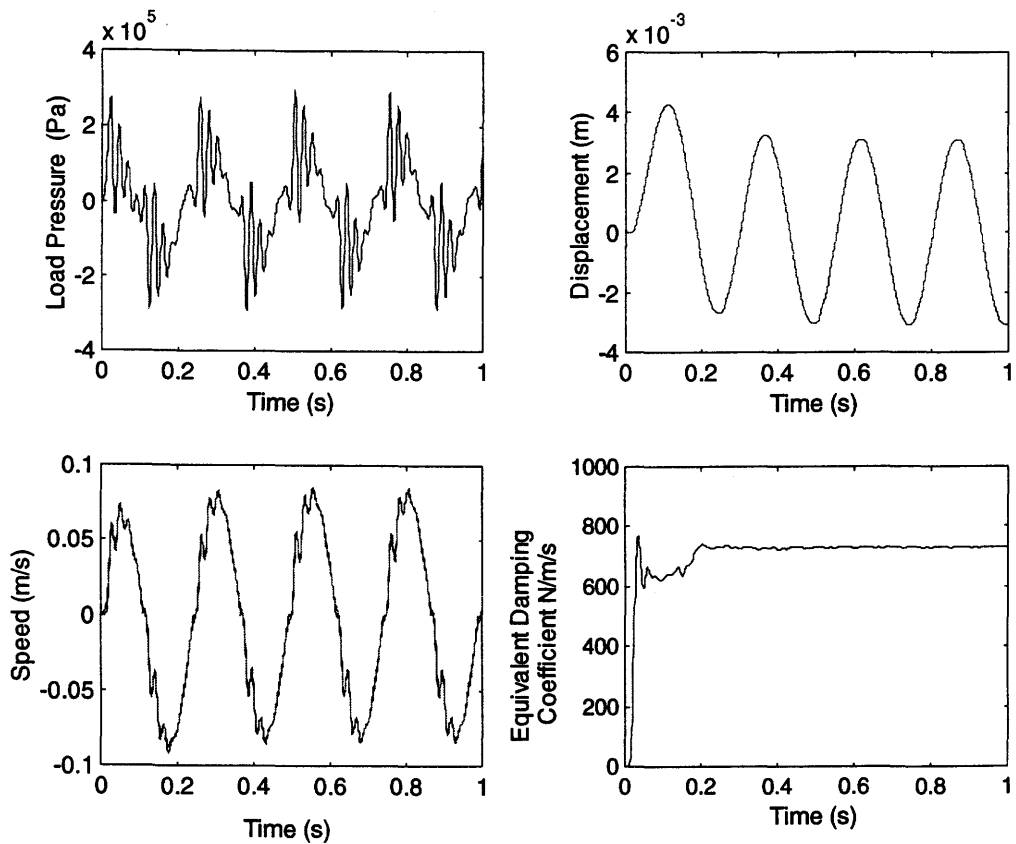 x 10^5
4
2
0
-2
-4
Load Pressure (Pa)
0 0.2 0.4 0.6 0.8 1
Time (s)
x 10^-3
6
4
2
0
-2
-4
Displacement (m)
0 0.2 0.4 0.6 0.8 1
Time (s)
0.1
0.05
0
-0.05
-0.1
Speed (m/s)
0 0.2 0.4 0.6 0.8 1
Time (s)
1000
800
600
400
200
0
Equivalent Damping
Coefficient N/m/s
0 0.2 0.4 0.6 0.8 1
Time (s)